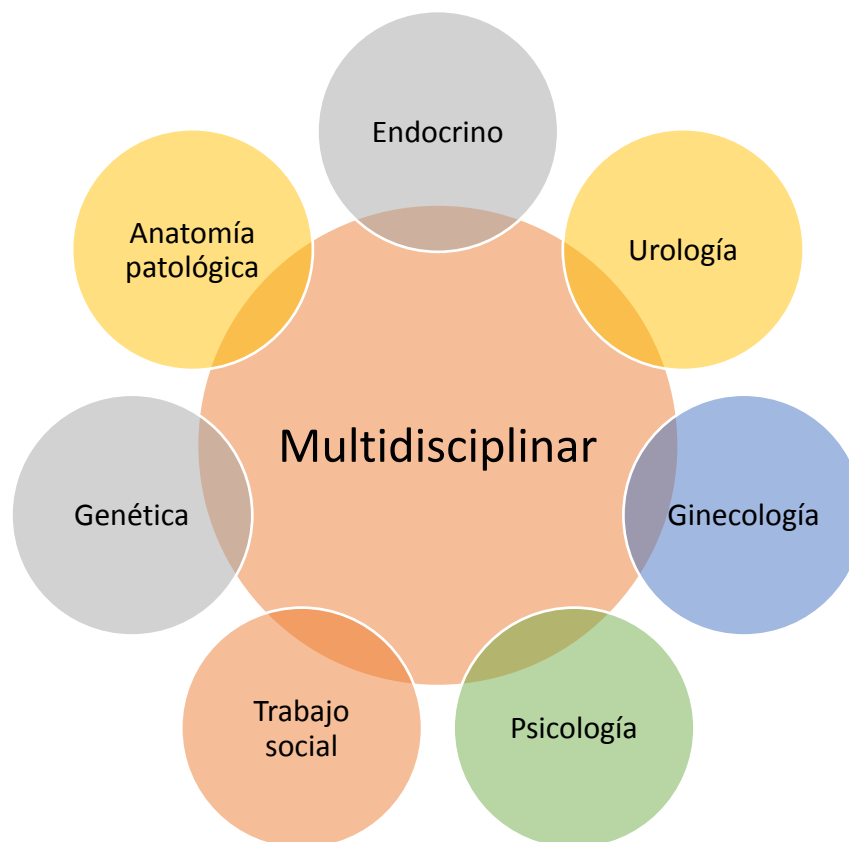 Endocrino
Anatomía
patológica
Urología
Multidisciplinar
Genética
Ginecología
Trabajo
social
Psicología